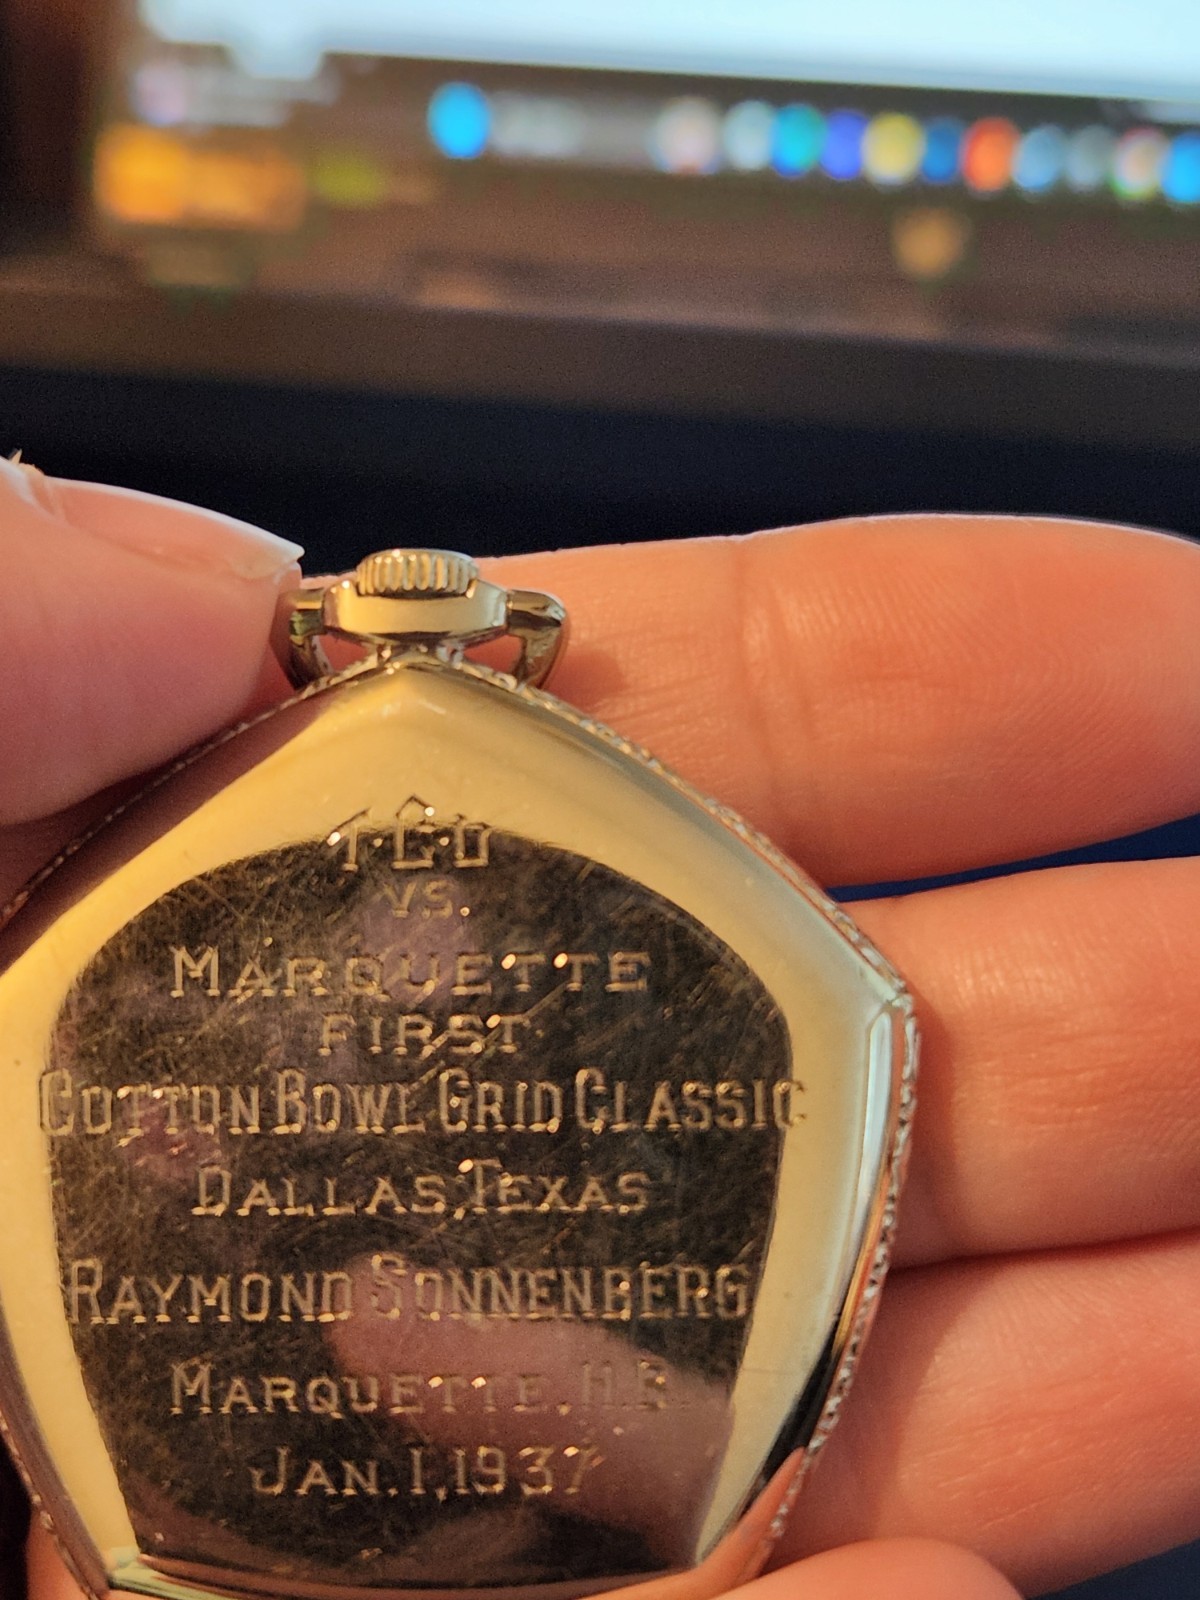 T.C.U
VS.
MARQUETTE
FIRST
COTTON BOWL GRID CLASSIC
DALLAS, TEXAS
RAYMOND SONNENBERG
MARQUETTE, H.B.
JAN. 1, 1937